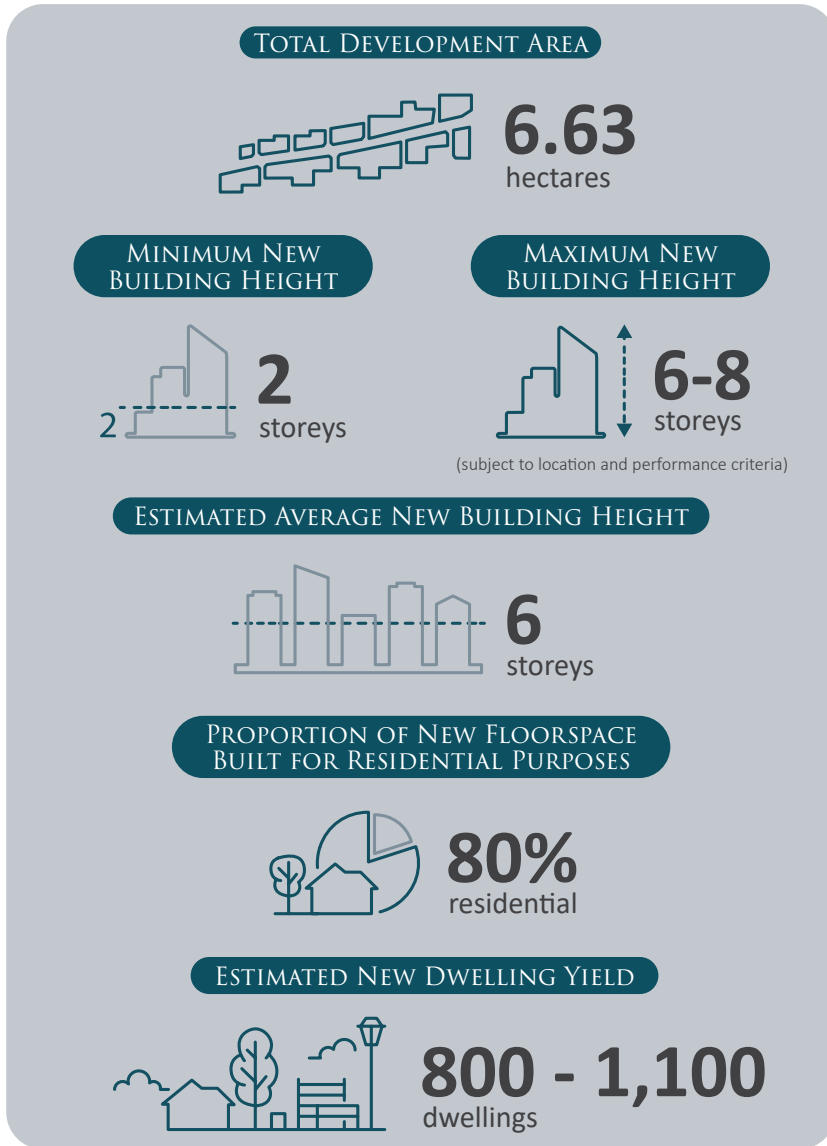 TOTAL DEVELOPMENT AREA
6.63
hectares
MINIMUM NEW
BUILDING HEIGHT
2
2
storeys
MAXIMUM NEW
BUILDING HEIGHT
6-8
storeys
(subject to location and performance criteria)
ESTIMATED AVERAGE NEW BUILDING HEIGHT
6
storeys
PROPORTION OF NEW FLOORSPACE
BUILT FOR RESIDENTIAL PURPOSES
80%
residential
ESTIMATED NEW DWELLING YIELD
800 - 1,100
dwellings